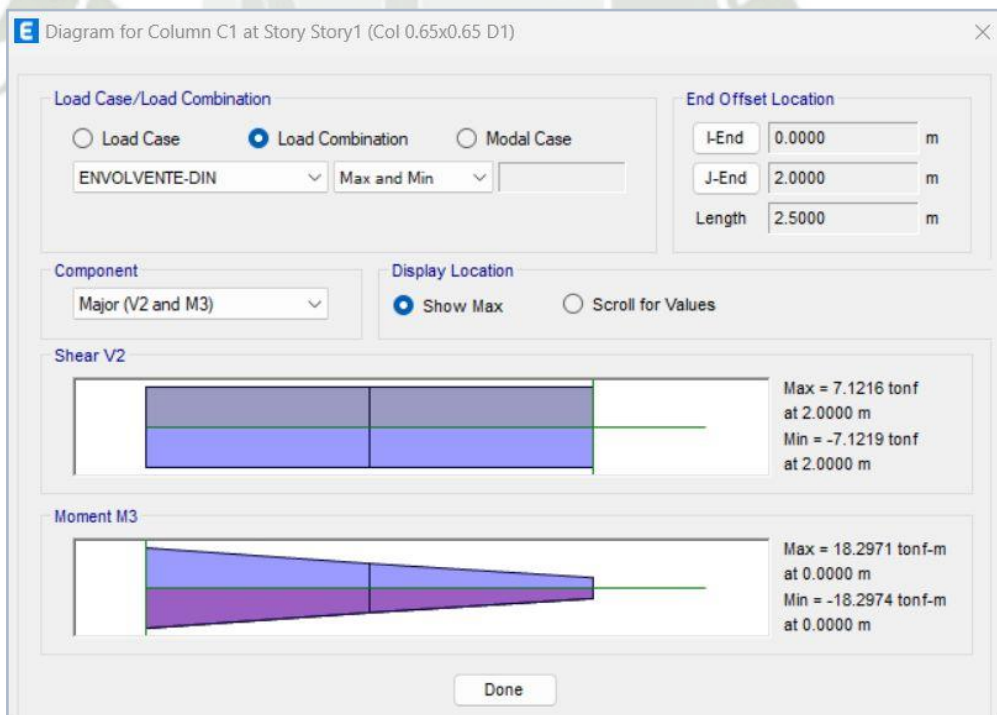 E Diagram for Column C1 at Story Story1 (Col 0.65x0.65 D1)
Load Case/Load Combination
Load Case Load Combination Modal Case
ENVOLVENTE-DIN Max and Min
End Offset Location
I-End 0.0000 m
J-End 2.0000 m
Length 2.5000 m
Component
Major (V2 and M3)
Display Location
Show Max Scroll for Values
Shear V2
Max = 7.1216 tonf
at 2.0000 m
Min = -7.1219 tonf
at 2.0000 m
Moment M3
Max = 18.2971 tonf-m
at 0.0000 m
Min = -18.2974 tonf-m
at 0.0000 m
Done